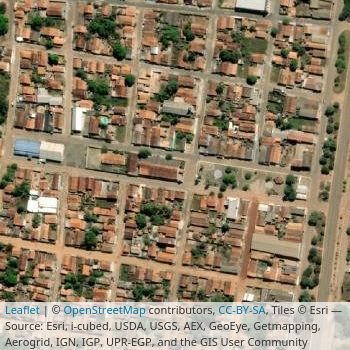 Leaflet | © OpenStreetMap contributors, CC-BY-SA, Tiles © Esri —
Source: Esri, i-cubed, USDA, USGS, AEX, GeoEye, Getmapping,
Aerogrid, IGN, IGP, UPR-EGP, and the GIS User Community